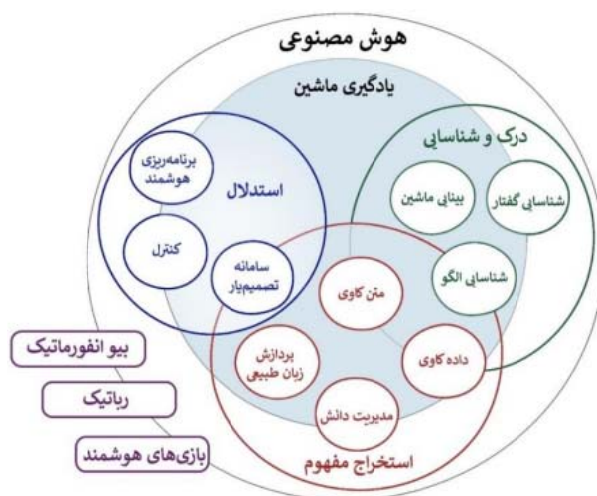 هوش مصنوعی
یادگیری ماشین
درک و شناسایی
شناسایی گفتار
بینایی ماشین
شناسایی الگو
استدلال
برنامه‌ریزی
هوشمند
کنترل
سامانه
تصمیم‌یار
متن کاوی
داده کاوی
پردازش
زبان طبیعی
مدیریت دانش
استخراج مفهوم
بیو انفورماتیک
رباتیک
بازی‌های هوشمند